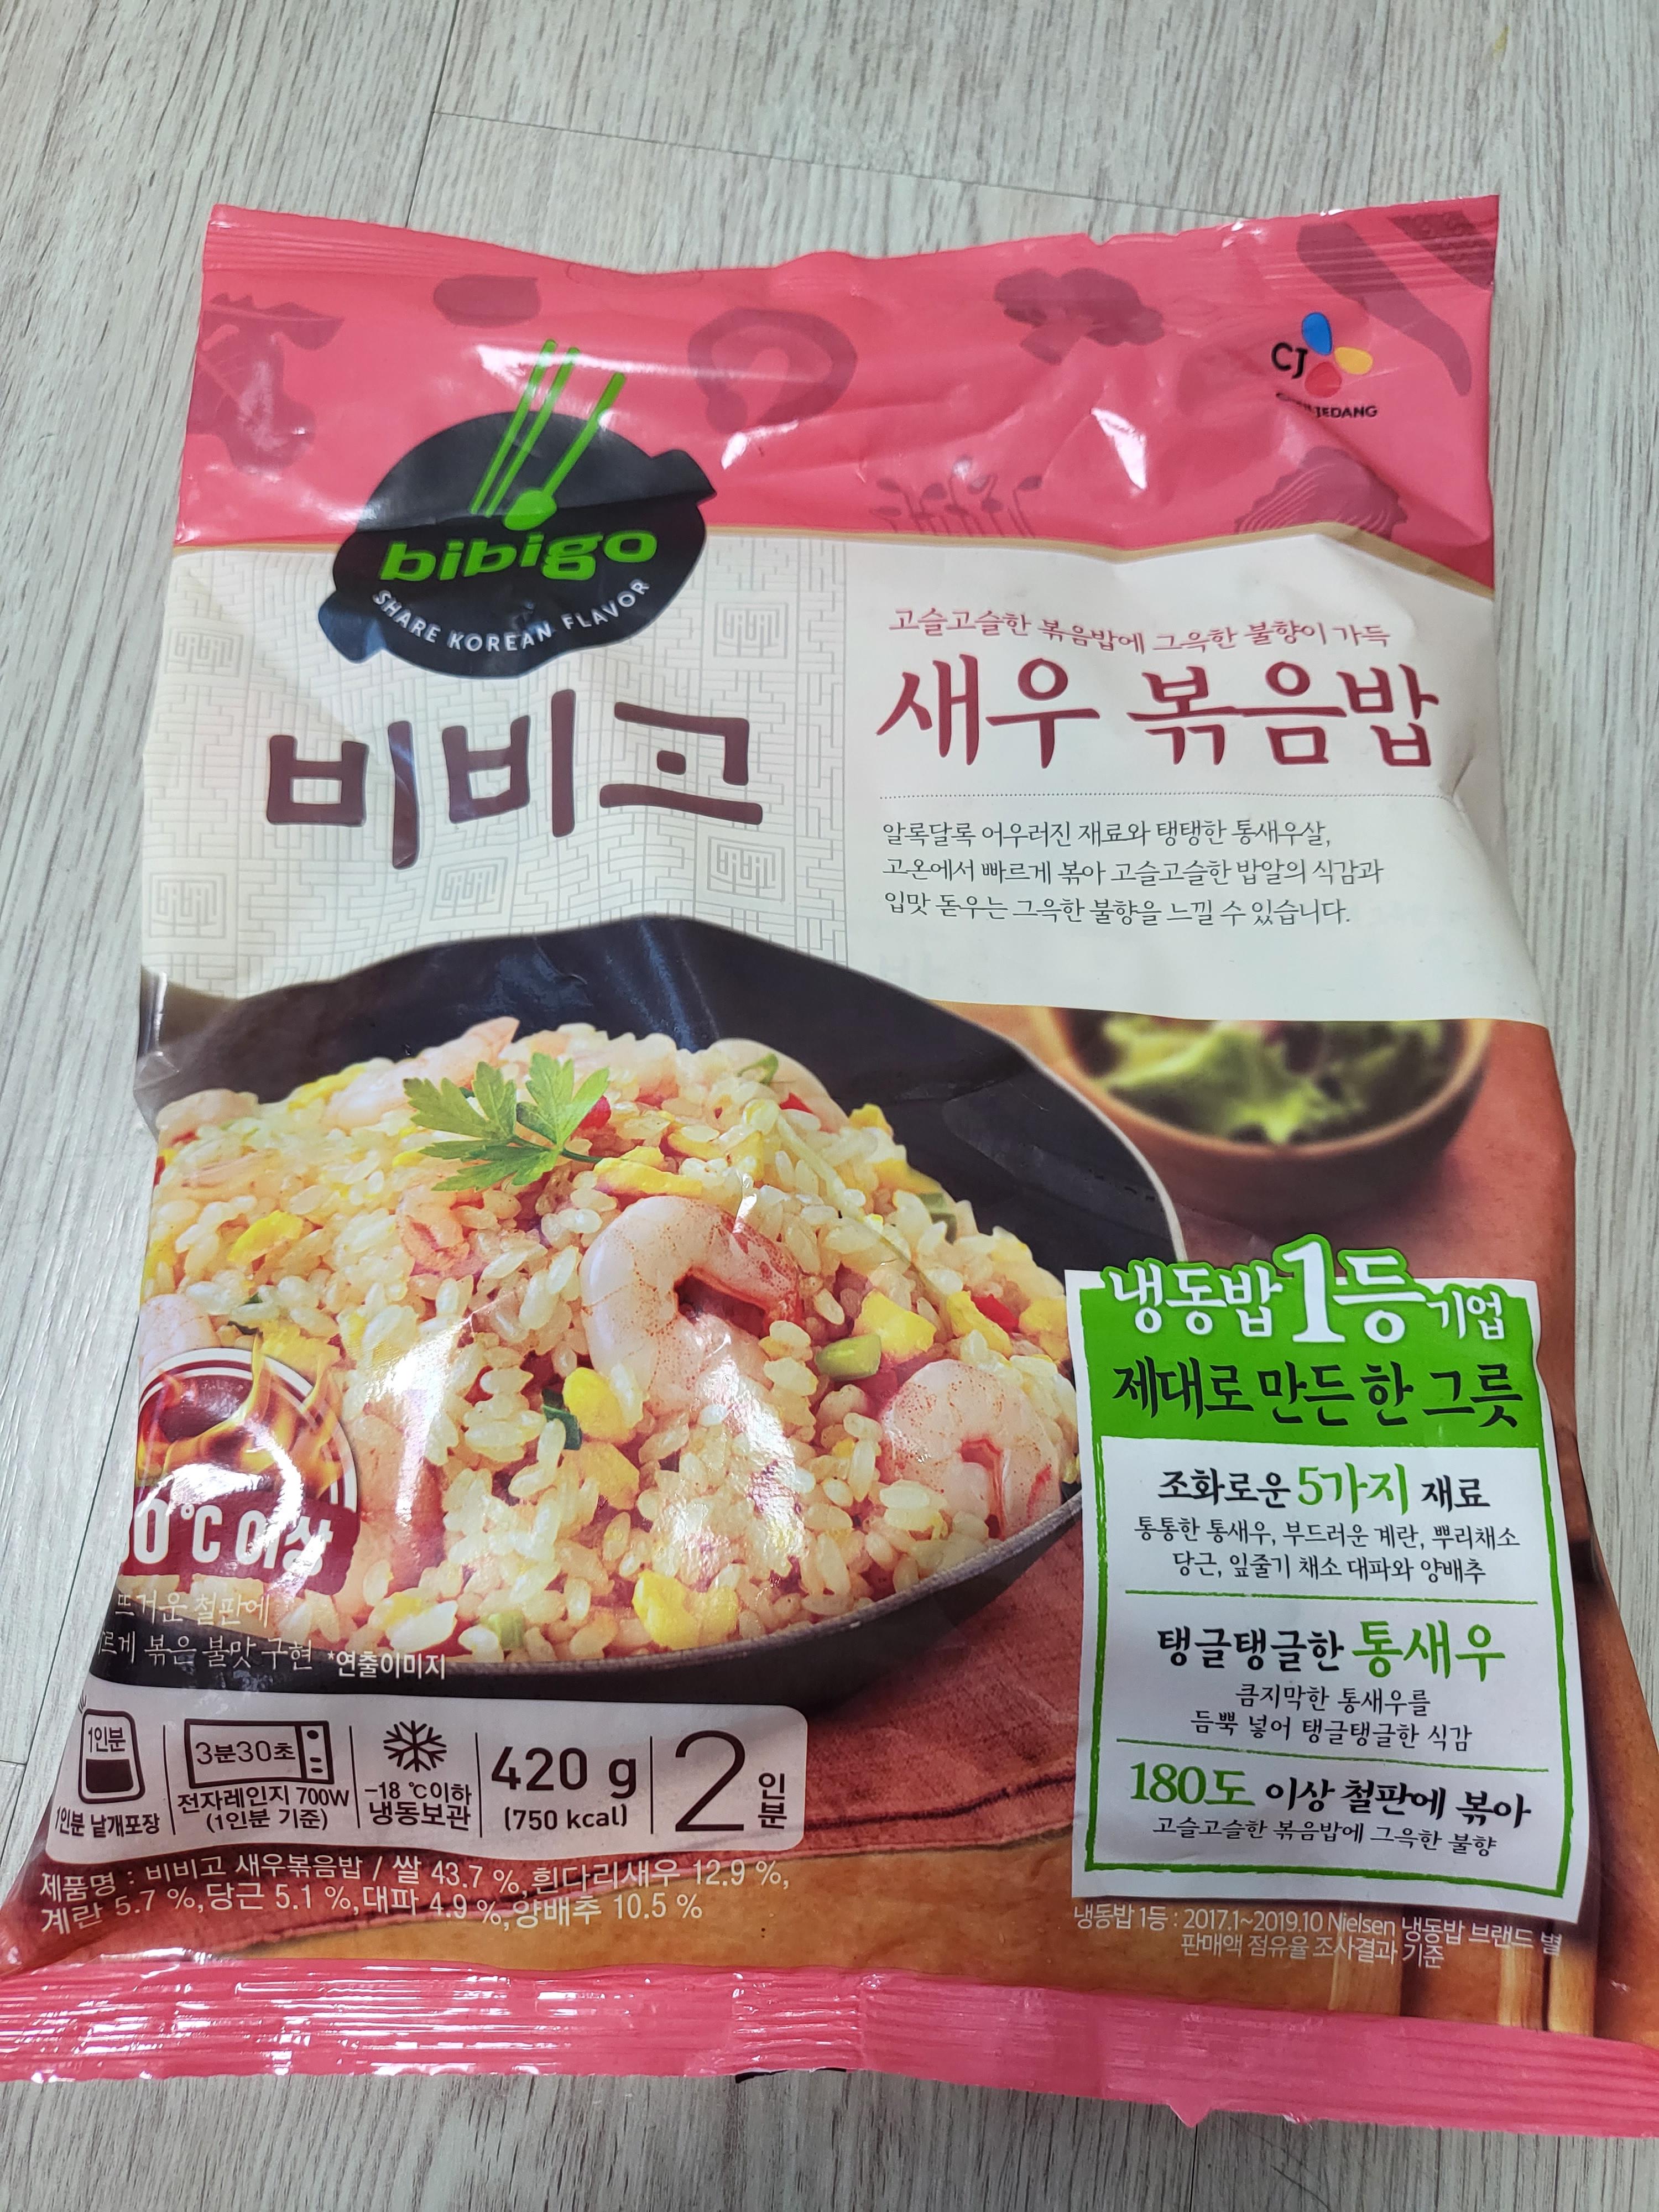 CJ
bibigo
SHARE KOREAN FLAVOR
비비고
고슬고슬한 볶음밥에 그윽한 불향이 가득
새우 볶음밥
알록달록 어우러진 재료와 탱탱한 통새우살,
고온에서 빠르게 볶아 고슬고슬한 밥알의 식감과
입맛 돋우는 그윽한 불향을 느낄 수 있습니다.
냉동밥 1등 기업
제대로 만든 한 그릇
조화로운 5가지 재료
통통한 통새우, 부드러운 계란, 뿌리채소
당근, 잎줄기 채소 대파와 양배추
탱글탱글한 통새우
큼지막한 통새우를
듬뿍 넣어 탱글탱글한 식감
180도 이상 철판에 볶아
고슬고슬한 볶음밥에 그윽한 불향
냉동밥 1등 : 2017.1~2019.10 Nielsen 냉동밥 브랜드 별
판매액 점유율 조사결과 기준
0℃ 이상
뜨거운 철판에
르게 볶은 불맛 구현 *연출이미지
1인분
1인분 낱개포장
3분30초
전자레인지 700W
(1인분 기준)
-18 ℃이하
냉동보관
420 g
(750 kcal)
2인분
제품명 : 비비고 새우볶음밥 / 쌀 43.7 %, 흰다리새우 12.9 %,
계란 5.7 %, 당근 5.1 %, 대파 4.9 %, 양배추 10.5 %